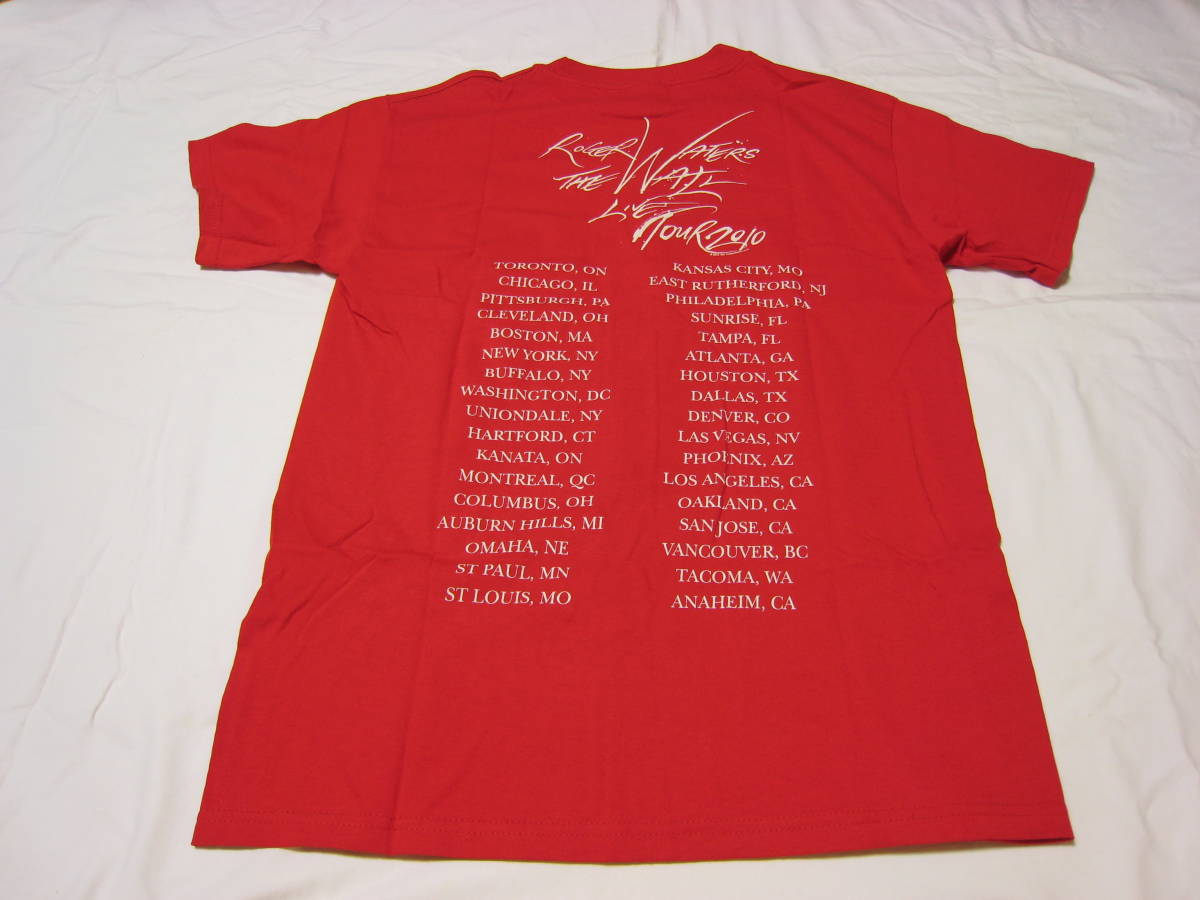 ROGER WATERS
THE WALL
LIVE
TOUR 2010
TORONTO, ON
CHICAGO, IL
PITTSBURGH, PA
CLEVELAND, OH
BOSTON, MA
NEW YORK, NY
BUFFALO, NY
WASHINGTON, DC
UNIONDALE, NY
HARTFORD, CT
KANATA, ON
MONTREAL, QC
COLUMBUS, OH
AUBURN HILLS, MI
OMAHA, NE
ST PAUL, MN
ST LOUIS, MO
KANSAS CITY, MO
EAST RUTHERFORD, NJ
PHILADELPHIA, PA
SUNRISE, FL
TAMPA, FL
ATLANTA, GA
HOUSTON, TX
DALLAS, TX
DENVER, CO
LAS VEGAS, NV
PHOENIX, AZ
LOS ANGELES, CA
OAKLAND, CA
SAN JOSE, CA
VANCOUVER, BC
TACOMA, WA
ANAHEIM, CA